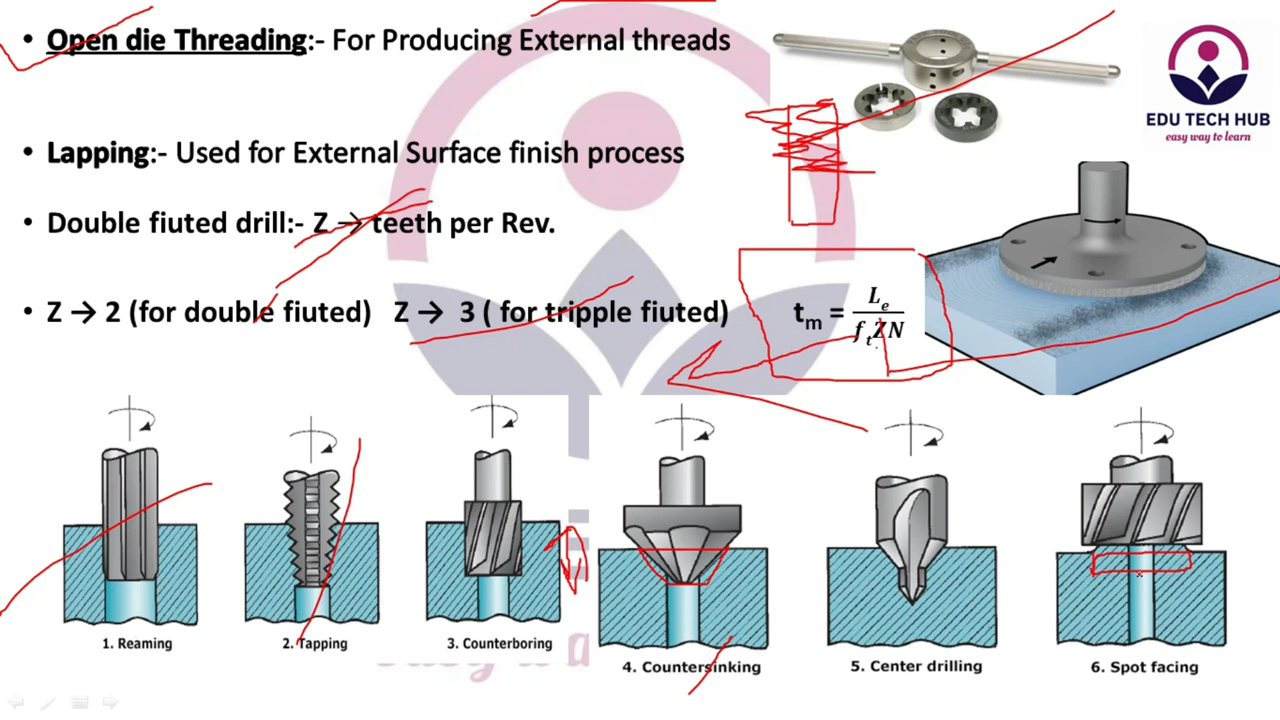 • Open die Threading:- For Producing External threads
EDU TECH HUB
easy way to learn
• Lapping:- Used for External Surface finish process
• Double fiuted drill:- Z → teeth per Rev.
• Z → 2 (for double fiuted) Z → 3 ( for tripple fiuted)
tm = Le / ftZN
1. Reaming
2. Tapping
3. Counterboring
4. Countersinking
5. Center drilling
6. Spot facing